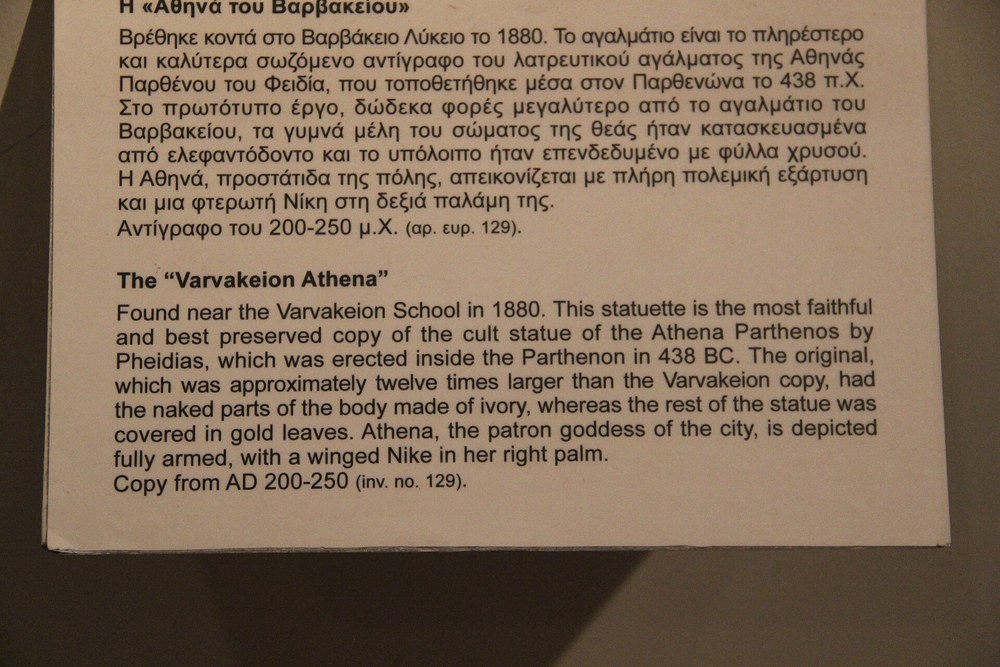 Η «Αθηνά του Βαρβακείου»
Βρέθηκε κοντά στο Βαρβάκειο Λύκειο το 1880. Το αγαλμάτιο είναι το πληρέστερο
και καλύτερα σωζόμενο αντίγραφο του λατρευτικού αγάλματος της Αθηνάς
Παρθένου του Φειδία, που τοποθετήθηκε μέσα στον Παρθενώνα το 438 π.Χ.
Στο πρωτότυπο έργο, δώδεκα φορές μεγαλύτερο από το αγαλμάτιο του
Βαρβακείου, τα γυμνά μέλη του σώματος της θεάς ήταν κατασκευασμένα
από ελεφαντόδοντο και το υπόλοιπο ήταν επενδεδυμένο με φύλλα χρυσού.
Η Αθηνά, προστάτιδα της πόλης, απεικονίζεται με πλήρη πολεμική εξάρτυση
και μια φτερωτή Νίκη στη δεξιά παλάμη της.
Αντίγραφο του 200-250 μ.Χ. (αρ. ευρ. 129).
The “Varvakeion Athena”
Found near the Varvakeion School in 1880. This statuette is the most faithful
and best preserved copy of the cult statue of the Athena Parthenos by
Pheidias, which was erected inside the Parthenon in 438 BC. The original,
which was approximately twelve times larger than the Varvakeion copy, had
the naked parts of the body made of ivory, whereas the rest of the statue was
covered in gold leaves. Athena, the patron goddess of the city, is depicted
fully armed, with a winged Nike in her right palm.
Copy from AD 200-250 (inv. no. 129).